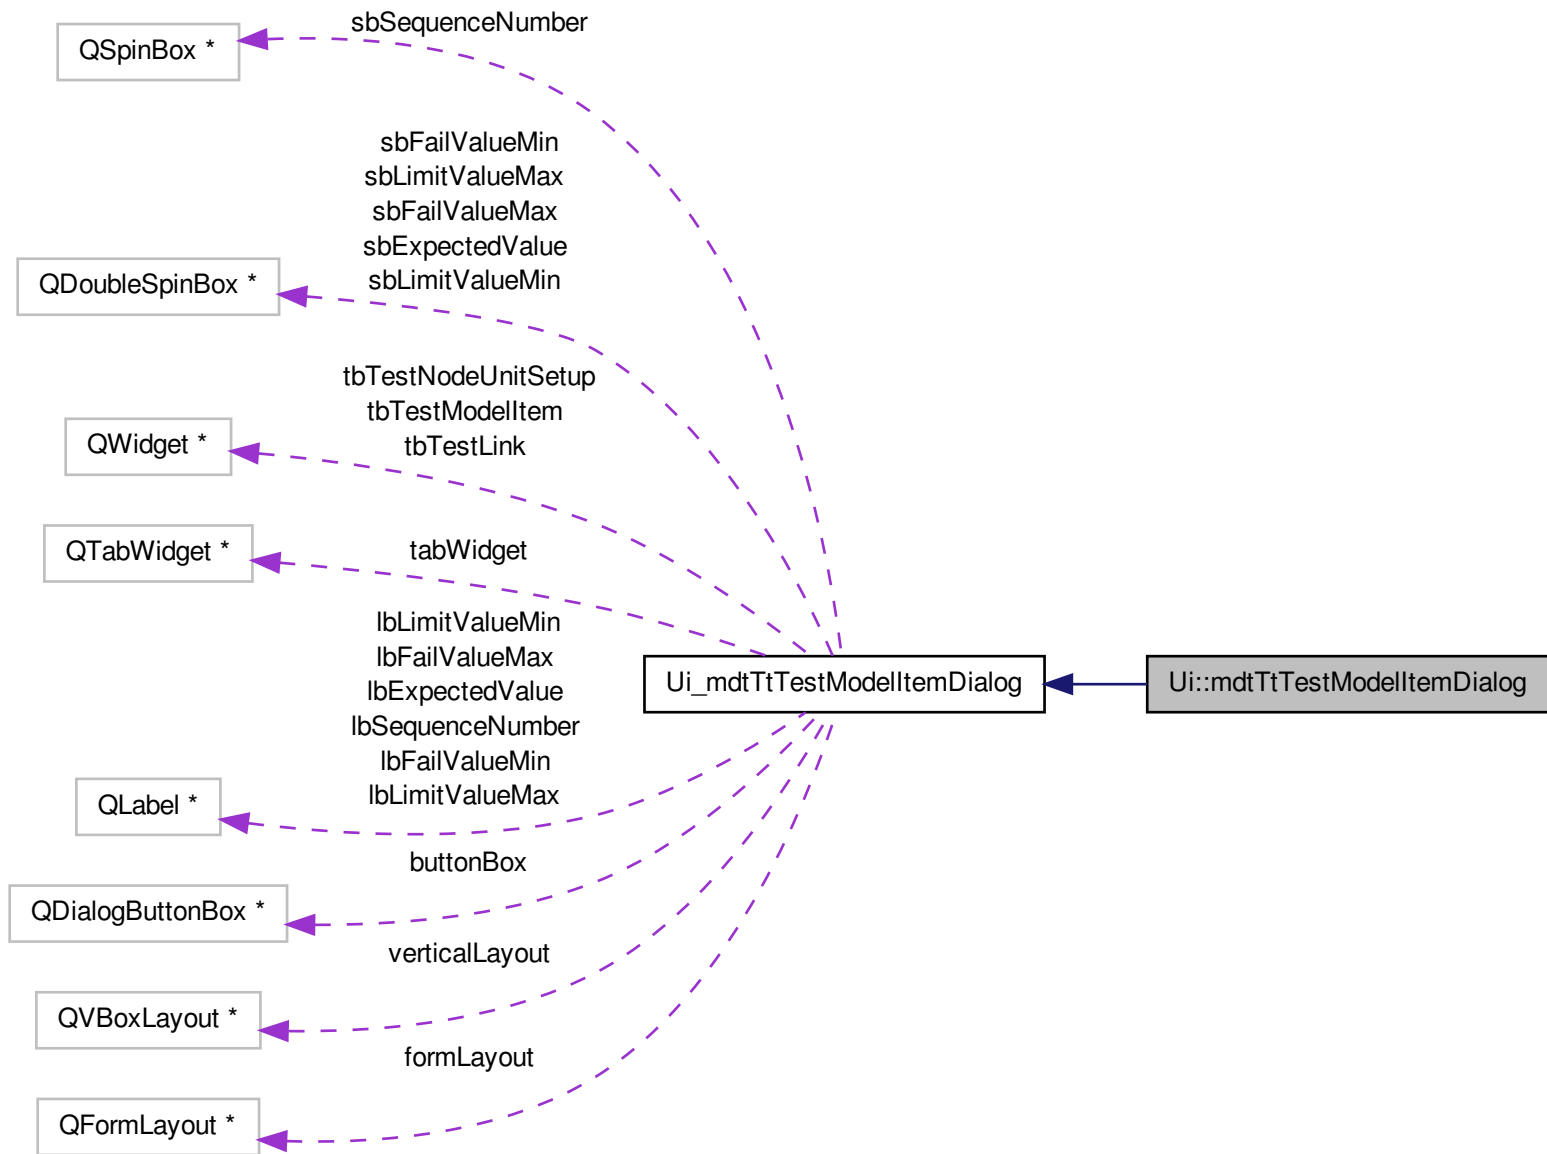 sbSequenceNumber
QSpinBox *
sbFailValueMin
sbLimitValueMax
sbFailValueMax
sbExpectedValue
sbLimitValueMin
QDoubleSpinBox *
tbTestNodeUnitSetup
tbTestModelItem
tbTestLink
QWidget *
tabWidget
QTabWidget *
lbLimitValueMin
lbFailValueMax
lbExpectedValue
lbSequenceNumber
lbFailValueMin
lbLimitValueMax
Ui_mdtTtTestModelItemDialog
Ui::mdtTtTestModelItemDialog
QLabel *
buttonBox
QDialogButtonBox *
verticalLayout
QVBoxLayout *
formLayout
QFormLayout *